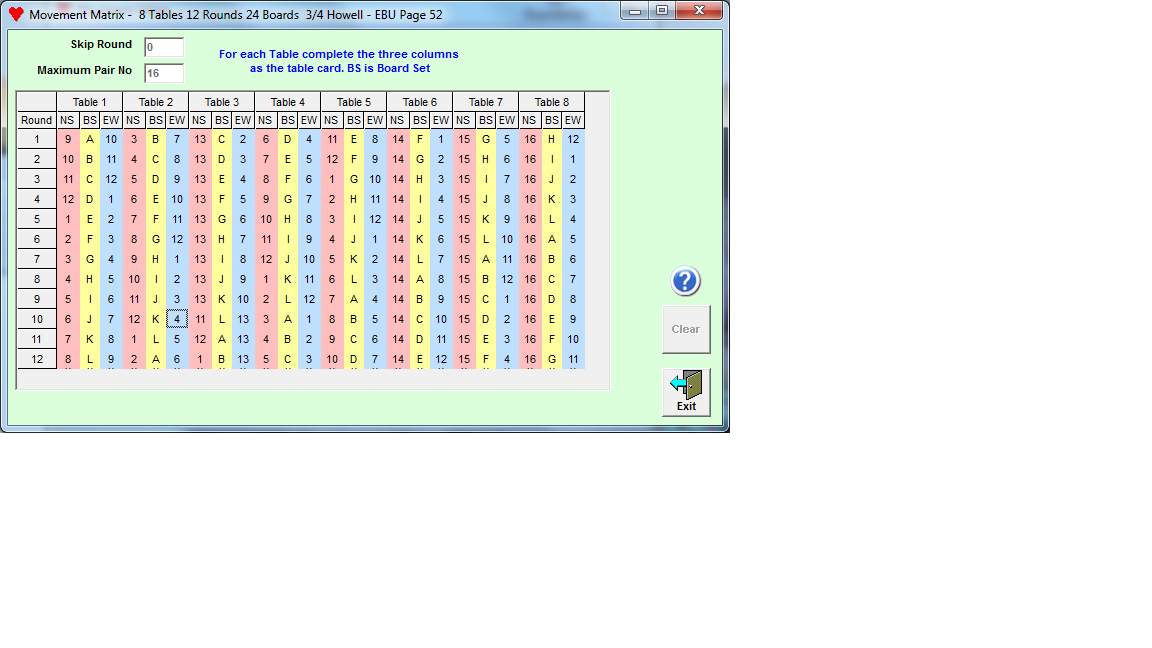 Movement Matrix - 8 Tables 12 Rounds 24 Boards 3/4 Howell - EBU Page 52
Skip Round 0
For each Table complete the three columns
as the table card. BS is Board Set
Maximum Pair No 16
Table 1 Table 2 Table 3 Table 4 Table 5 Table 6 Table 7 Table 8
Round NS BS EW NS BS EW NS BS EW NS BS EW NS BS EW NS BS EW NS BS EW NS BS EW
1 9 A 10 3 B 7 13 C 2 6 D 4 11 E 8 14 F 1 15 G 5 16 H 12
2 10 B 11 4 C 8 13 D 3 7 E 5 12 F 9 14 G 2 15 H 6 16 I 1
3 11 C 12 5 D 9 13 E 4 8 F 6 1 G 10 14 H 3 15 I 7 16 J 2
4 12 D 1 6 E 10 13 F 5 9 G 7 2 H 11 14 I 4 15 J 8 16 K 3
5 1 E 2 7 F 11 13 G 6 10 H 8 3 I 12 14 J 5 15 K 9 16 L 4
6 2 F 3 8 G 12 13 H 7 11 I 9 4 J 1 14 K 6 15 L 10 16 A 5
7 3 G 4 9 H 1 13 I 8 12 J 10 5 K 2 14 L 7 15 A 11 16 B 6
8 4 H 5 10 I 2 13 J 9 1 K 11 6 L 3 14 A 8 15 B 12 16 C 7
9 5 I 6 11 J 3 13 K 10 2 L 12 7 A 4 14 B 9 15 C 1 16 D 8
10 6 J 7 12 K 4 11 L 13 3 A 1 8 B 5 14 C 10 15 D 2 16 E 9
11 7 K 8 1 L 5 12 A 13 4 B 2 9 C 6 14 D 11 15 E 3 16 F 10
12 8 L 9 2 A 6 1 B 13 5 C 3 10 D 7 14 E 12 15 F 4 16 G 11
?
Clear
Exit